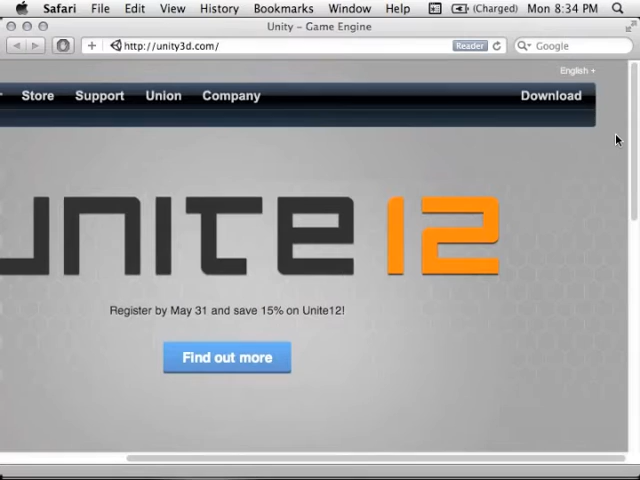 Safari File Edit View History Bookmarks Window Help (Charged) Mon 8:34 PM
Unity – Game Engine
http://unity3d.com/ Reader Google
English
Store Support Union Company Download
UNITE 12
Register by May 31 and save 15% on Unite12!
Find out more